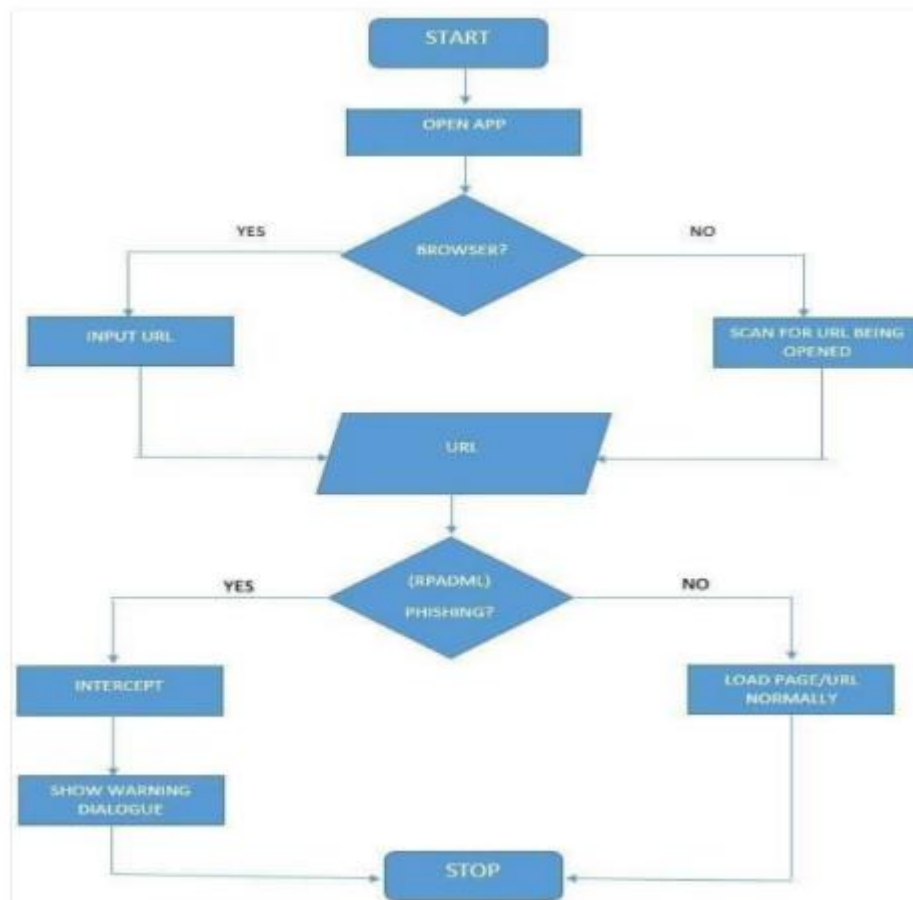 START
OPEN APP
YES
BROWSER?
NO
INPUT URL
SCAN FOR URL BEING
OPENED
URL
YES
(RPADML)
PHISHING?
NO
INTERCEPT
LOAD PAGE/URL
NORMALLY
SHOW WARNING
DIALOGUE
STOP